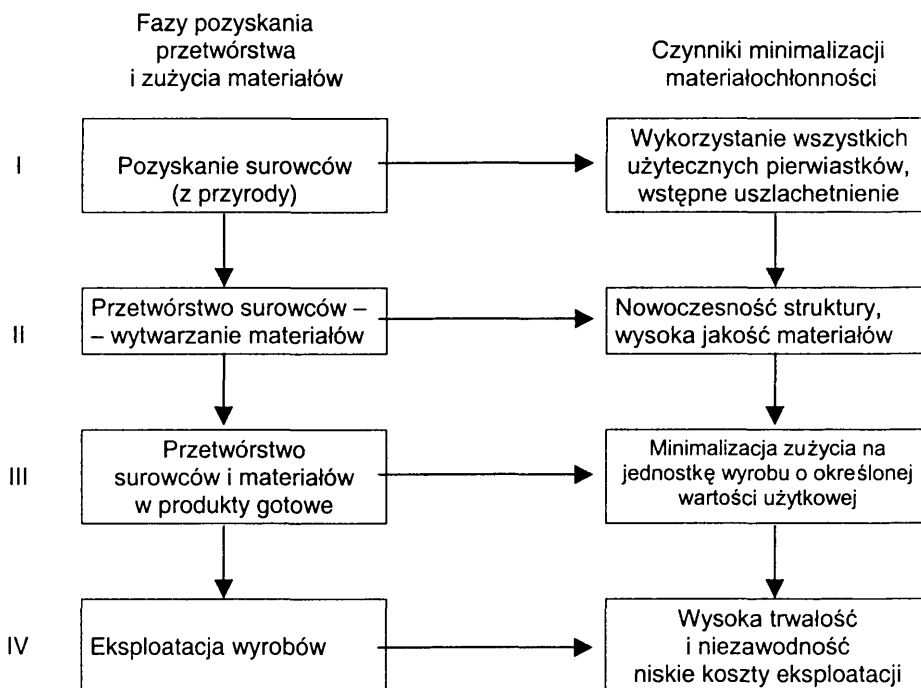 Fazy pozyskania
przetwórstwa
i zużycia materiałów
Czynniki minimalizacji
materiałochłonności
I
Pozyskanie surowców
(z przyrody)
Wykorzystanie wszystkich
użytecznych pierwiastków,
wstępne uszlachetnienie
II
Przetwórstwo surowców –
– wytwarzanie materiałów
Nowoczesność struktury,
wysoka jakość materiałów
III
Przetwórstwo
surowców i materiałów
w produkty gotowe
Minimalizacja zużycia na
jednostkę wyrobu o określonej
wartości użytkowej
IV
Eksploatacja wyrobów
Wysoka trwałość
i niezawodność
niskie koszty eksploatacji